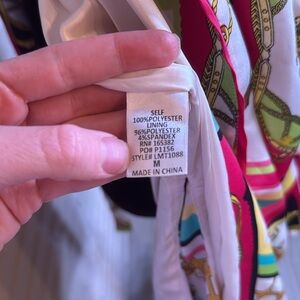 SELF
100%POLYESTER
LINING
96%POLYESTER
4%SPANDEX
RN# 165382
PO# P1156
STYLE# LMT1088
M
MADE IN CHINA